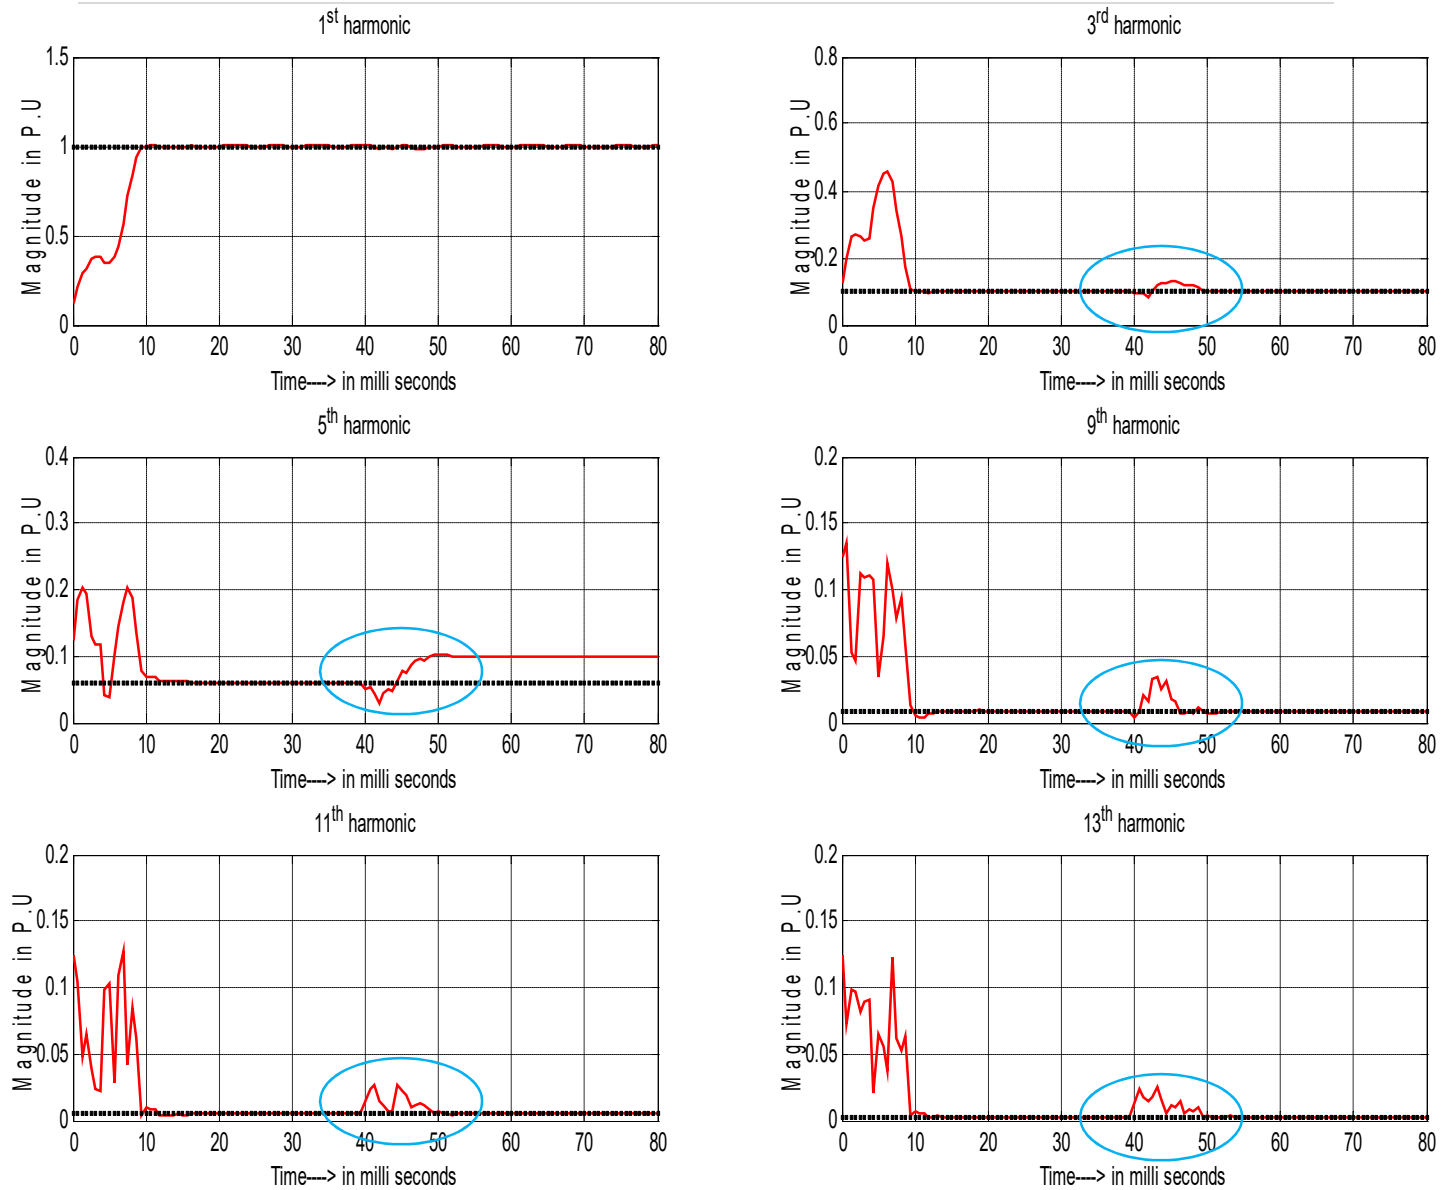 1st harmonic
Magnitude in P.U
1.5
1
0.5
0
0 10 20 30 40 50 60 70 80
Time----> in milli seconds
3rd harmonic
Magnitude in P.U
0.8
0.6
0.4
0.2
0
0 10 20 30 40 50 60 70 80
Time----> in milli seconds
5th harmonic
Magnitude in P.U
0.4
0.3
0.2
0.1
0
0 10 20 30 40 50 60 70 80
Time----> in milli seconds
9th harmonic
Magnitude in P.U
0.2
0.15
0.1
0.05
0
0 10 20 30 40 50 60 70 80
Time----> in milli seconds
11th harmonic
Magnitude in P.U
0.2
0.15
0.1
0.05
0
0 10 20 30 40 50 60 70 80
Time----> in milli seconds
13th harmonic
Magnitude in P.U
0.2
0.15
0.1
0.05
0
0 10 20 30 40 50 60 70 80
Time----> in milli seconds